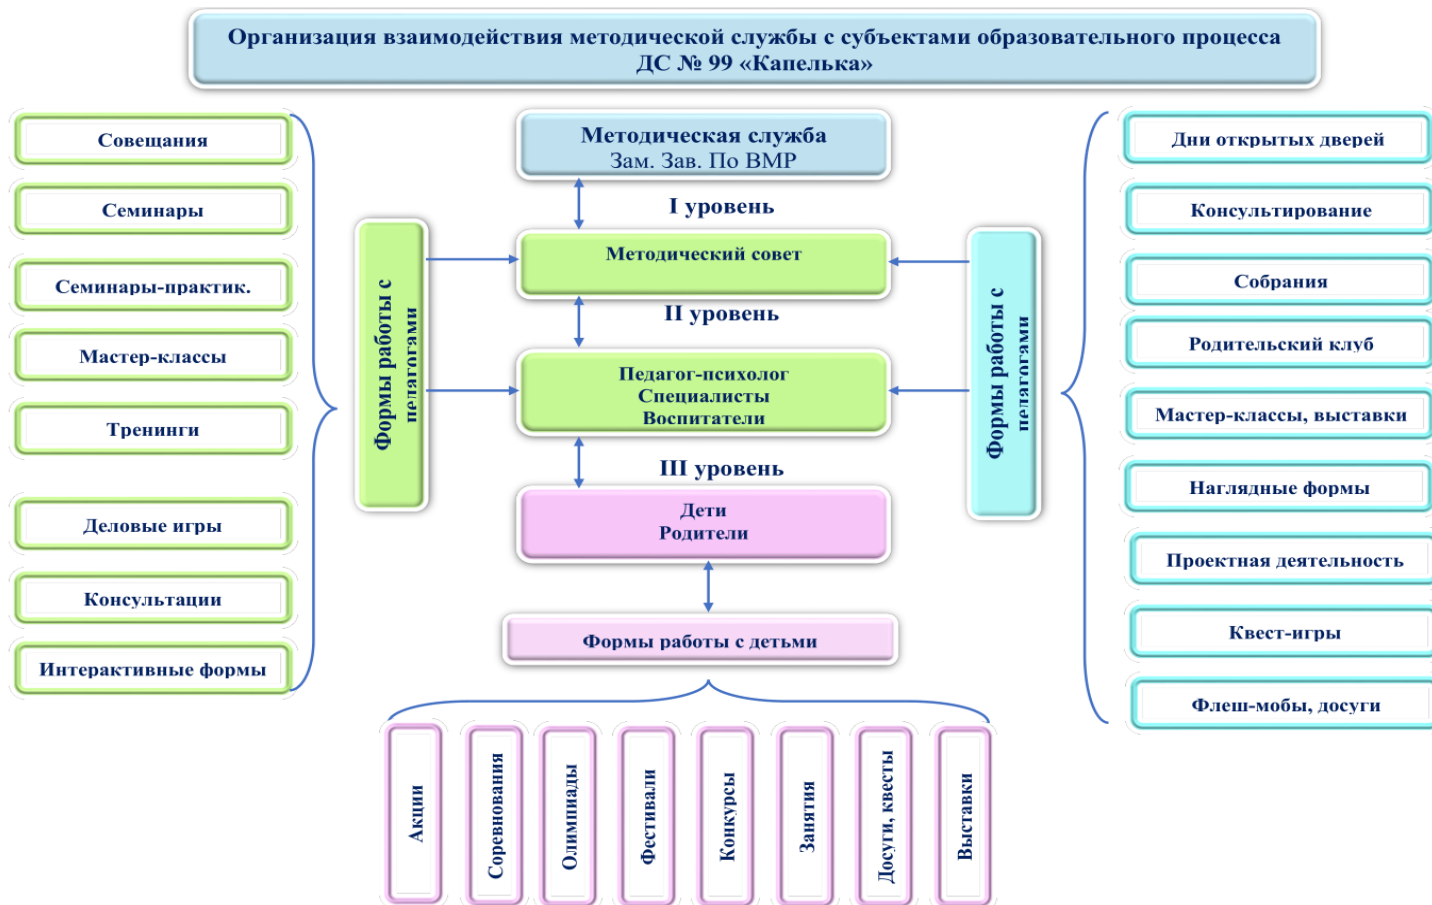 Организация взаимодействия методической службы с субъектами образовательного процесса
ДС № 99 «Капелька»
Совещания
Семинары
Семинары-практик.
Мастер-классы
Тренинги
Деловые игры
Консультации
Интерактивные формы
Формы работы с
педагогами
Методическая служба
Зам. Зав. По ВМР
I уровень
Методический совет
II уровень
Педагог-психолог
Специалисты
Воспитатели
III уровень
Дети
Родители
Формы работы с детьми
Акции
Соревнования
Олимпиады
Фестивали
Конкурсы
Занятия
Досуги, квесты
Выставки
Формы работы с
педагогами
Дни открытых дверей
Консультирование
Собрания
Родительский клуб
Мастер-классы, выставки
Наглядные формы
Проектная деятельность
Квест-игры
Флеш-мобы, досуги